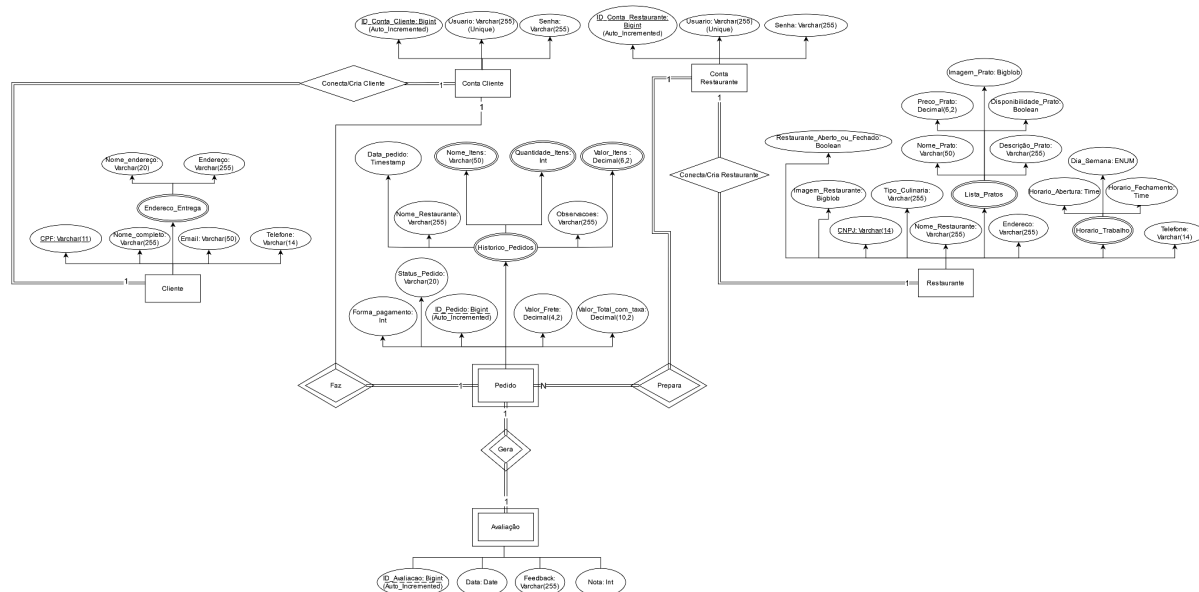 ID_Conta_Cliente: Bigint
(Auto_Incremented)
Usuario: Varchar(255)
(Unique)
Senha:
Varchar(255)
ID_Conta_Restaurante:
Bigint
(Auto_Incremented)
Usuario: Varchar(255)
(Unique)
Senha: Varchar(255)
Conecta/Cria Cliente
1
Conta Cliente
1
1
Conta
Restaurante
1
Imagem_Prato: Bigblob
Preco_Prato:
Decimal(6,2)
Disponibilidade_Prato:
Boolean
Restaurante_Aberto_ou_Fechado:
Boolean
Nome_Prato:
Varchar(50)
Descrição_Prato:
Varchar(255)
Dia_Semana: ENUM
Nome_endereço:
Varchar(20)
Endereço:
Varchar(255)
Data_pedido:
Timestamp
Nome_Itens:
Varchar(50)
Quantidade_Itens:
Int
Valor_Itens :
Decimal(6,2)
Conecta/Cria Restaurante
Imagem_Restaurante:
Bigblob
Tipo_Culinaria:
Varchar(255)
Lista_Pratos
Horario_Abertura: Time
Horario_Fechamento:
Time
Endereco_Entrega
Nome_Restaurante:
Varchar(255)
Observacoes:
Varchar(255)
CNPJ: Varchar(14)
Nome_Restaurante:
Varchar(255)
Endereco:
Varchar(255)
Horario_Trabalho
Telefone:
Varchar(14)
CPF: Varchar(11)
Nome_completo:
Varchar(255)
Email: Varchar(50)
Telefone:
Varchar(14)
Historico_Pedidos
1
Cliente
Status_Pedido:
Varchar(20)
1
Restaurante
Forma_pagamento:
Int
ID_Pedido: Bigint
(Auto_Incremented)
Valor_Frete:
Decimal(4,2)
Valor_Total_com_taxa:
Decimal(10,2)
Faz
1
Pedido
N
Prepara
1
Gera
1
Avaliação
ID_Avaliacao: Bigint
(Auto_Incremented)
Data: Date
Feedback:
Varchar(255)
Nota: Int